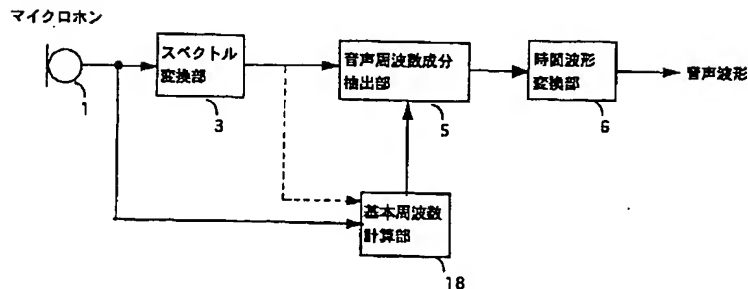 マイクロホン
スペクトル
変換部
音声周波数成分
抽出部
時間波形
変換部
音声波形
1
3
5
6
基本周波数
計算部
18